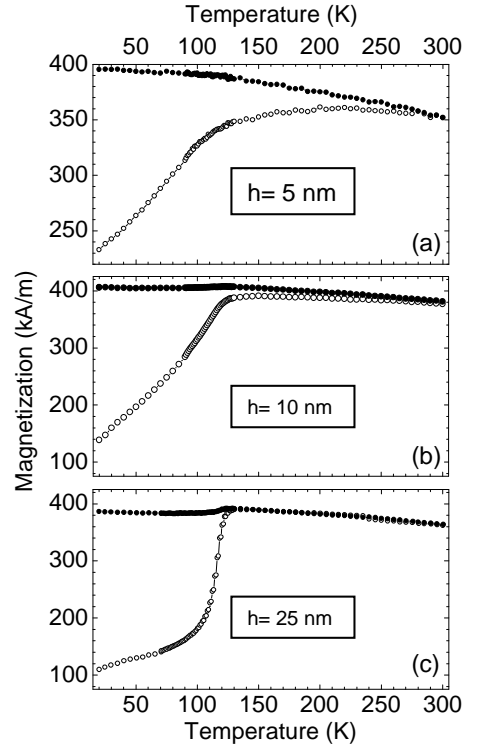 Temperature (K)
50 100 150 200 250 300
400
350
300
250
h= 5 nm
(a)
Magnetization (kA/m)
400
300
200
100
h= 10 nm
(b)
400
300
200
100
h= 25 nm
(c)
50 100 150 200 250 300
Temperature (K)